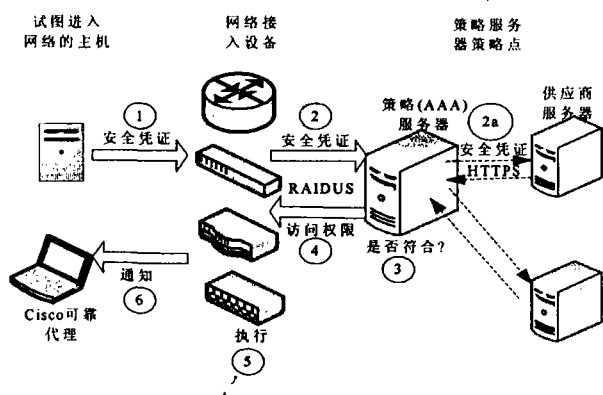 试图进入
网络的主机
网络接
入设备
策略服务
器策略点
供应商
服务器
策略(AAA)
服务器
1
安全凭证
2
安全凭证
2a
安全凭证
HTTPS
RAIDUS
访问权限
4
是否符合?
3
通知
6
Cisco可靠
代理
执行
5